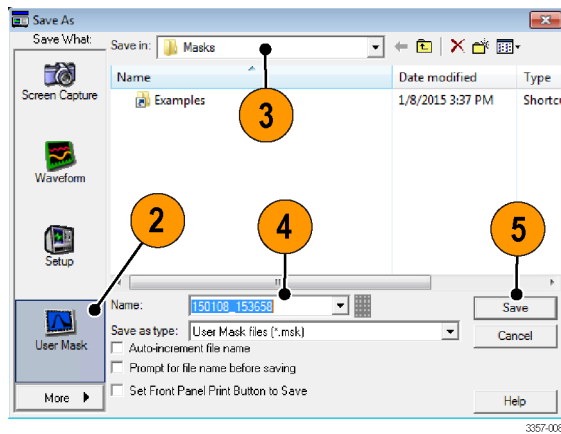 Save As
Save What:
Save in: Masks
Name Date modified Type
Screen Capture
Examples 1/8/2015 3:37 PM Shortcu
3
Waveform
2
4
5
Setup
Name: 150108_153658 Save
Save as type: User Mask files (*.msk) Cancel
User Mask
Auto-increment file name
Prompt for file name before saving
Set Front Panel Print Button to Save
More Help
3357-008